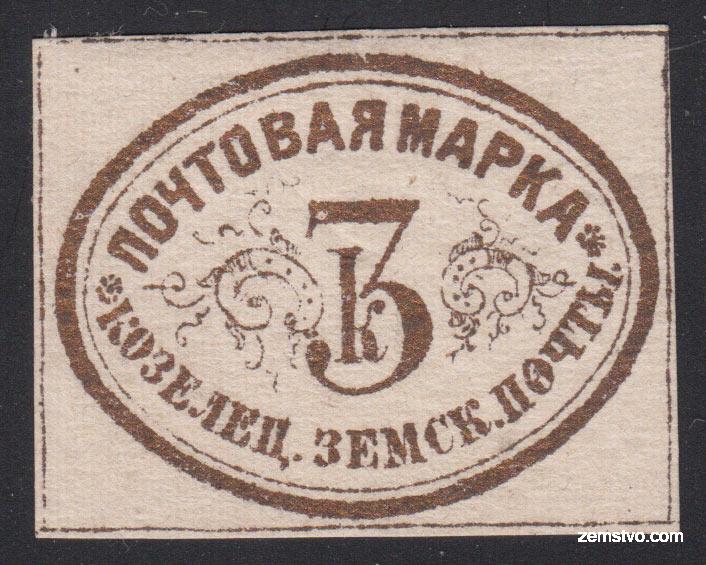 ПОЧТОВАЯ МАРКА
3
k
КОЗЕЛЕЦ. ЗЕМСК. ПОЧТЫ.
zemstvo.com